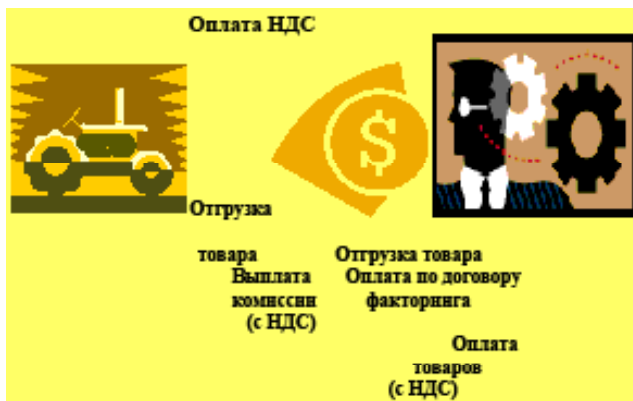 Оплата НДС
Отгрузка
товара Отгрузка товара
Выплата Оплата по договору
комиссии факторинга
(с НДС)
Оплата
товаров
(с НДС)